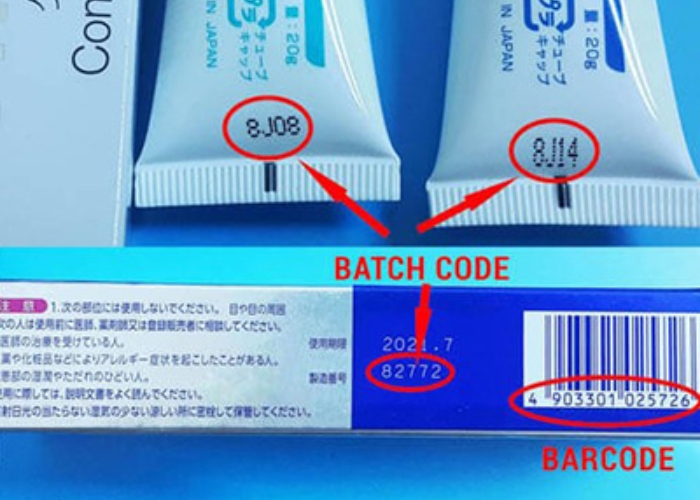 Con
量：20g
チューブ
キャップ
IN JAPAN
8J08
量：20g
チューブ
キャップ
IN JAPAN
8J14
BATCH CODE
注 意 1.次の部位には使用しないでください。 目や目の周囲
次の人は使用前に医師、薬剤師又は登録販売者に相談してください。
医師の治療を受けている人。
薬や化粧品などによりアレルギー症状を起こしたことがある人。
患部の湿潤やただれのひどい人。
使用に際しては、説明文書をよく読んでください。
射日光の当たらない湿気の少ない涼しい所に密栓して保管してください。
使用期限 2021.7
製造番号 82772
4 903301 025726
BARCODE